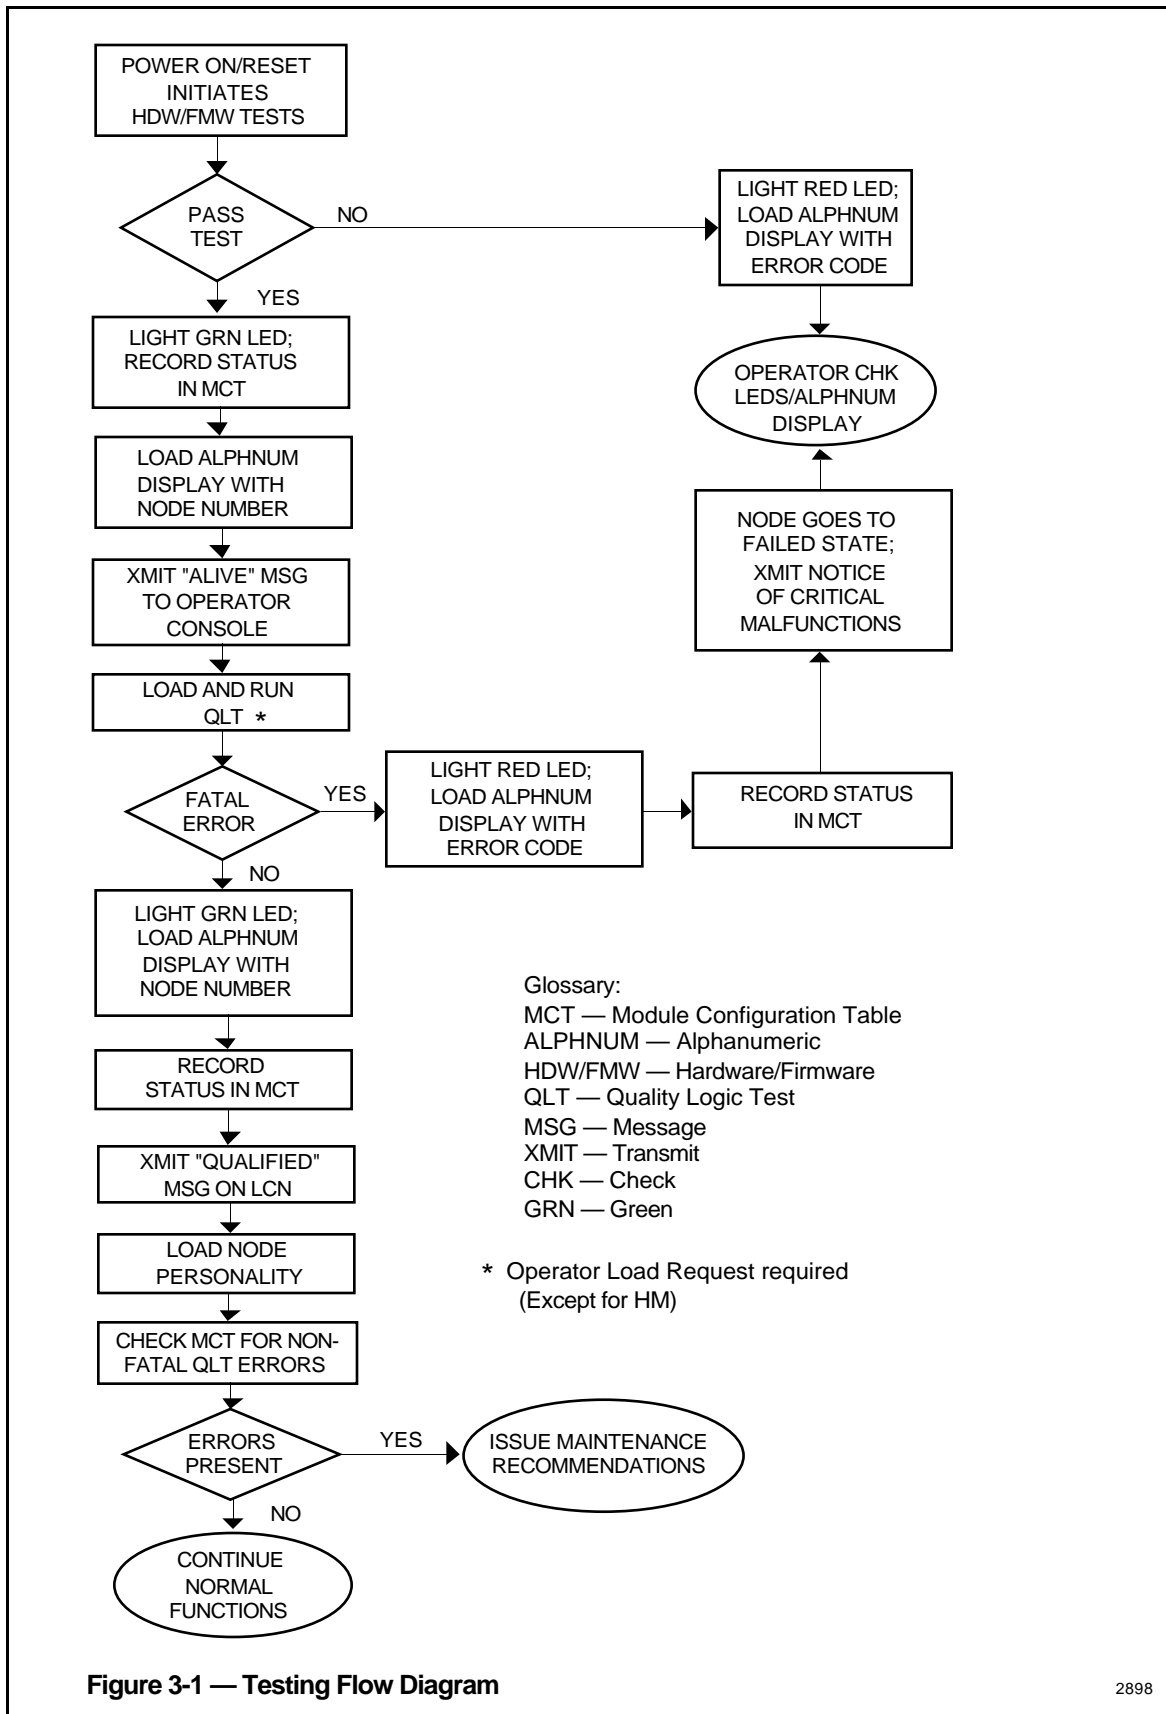 POWER ON/RESET
INITIATES
HDW/FMW TESTS
PASS
TEST
NO
LIGHT RED LED;
LOAD ALPHNUM
DISPLAY WITH
ERROR CODE
YES
LIGHT GRN LED;
RECORD STATUS
IN MCT
OPERATOR CHK
LEDS/ALPHNUM
DISPLAY
LOAD ALPHNUM
DISPLAY WITH
NODE NUMBER
NODE GOES TO
FAILED STATE;
XMIT NOTICE
OF CRITICAL
MALFUNCTIONS
XMIT "ALIVE" MSG
TO OPERATOR
CONSOLE
LOAD AND RUN
QLT *
FATAL
ERROR
YES
LIGHT RED LED;
LOAD ALPHNUM
DISPLAY WITH
ERROR CODE
RECORD STATUS
IN MCT
NO
LIGHT GRN LED;
LOAD ALPHNUM
DISPLAY WITH
NODE NUMBER
RECORD
STATUS IN MCT
XMIT "QUALIFIED"
MSG ON LCN
LOAD NODE
PERSONALITY
CHECK MCT FOR NON-
FATAL QLT ERRORS
Glossary:
MCT — Module Configuration Table
ALPHNUM — Alphanumeric
HDW/FMW — Hardware/Firmware
QLT — Quality Logic Test
MSG — Message
XMIT — Transmit
CHK — Check
GRN — Green
* Operator Load Request required
(Except for HM)
ERRORS
PRESENT
YES
ISSUE MAINTENANCE
RECOMMENDATIONS
NO
CONTINUE
NORMAL
FUNCTIONS
Figure 3-1 — Testing Flow Diagram
2898